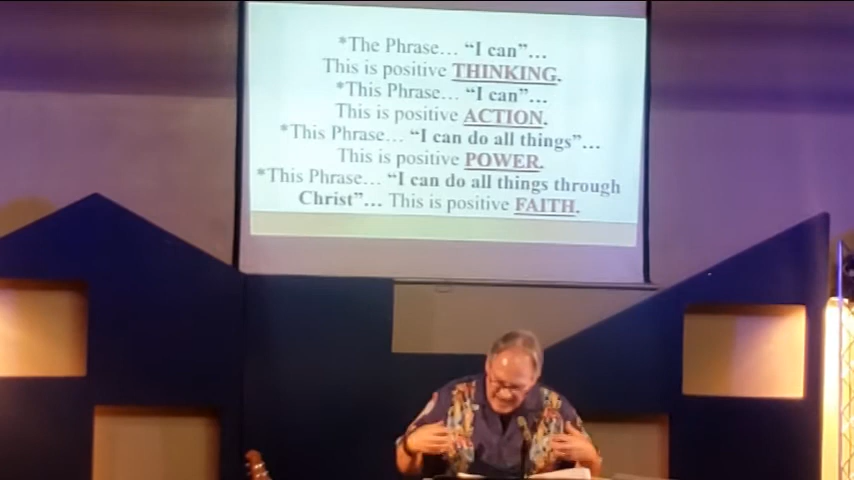 *The Phrase… “I can”…
This is positive THINKING.
*This Phrase… “I can”…
This is positive ACTION.
*This Phrase… “I can do all things”…
This is positive POWER.
*This Phrase… “I can do all things through
Christ”… This is positive FAITH.